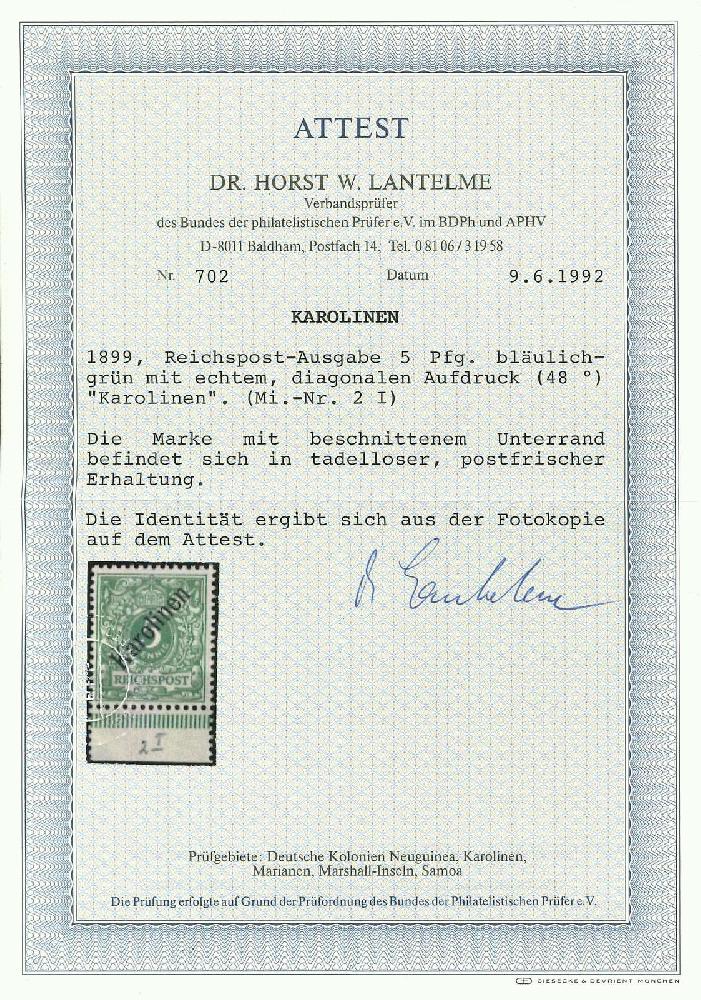 ATTEST
DR. HORST W. LANTELME
Verbandsprüfer
des Bundes der philatelistischen Prüfer e.V. im BDPh und APHV
D-8011 Baldham, Postfach 14, Tel. 0 81 06 / 3 19 58
Nr. 702 Datum 9.6.1992
KAROLINEN
1899, Reichspost-Ausgabe 5 Pfg. bläulich-
grün mit echtem, diagonalen Aufdruck (48 °)
"Karolinen". (Mi.-Nr. 2 I)
Die Marke mit beschnittenem Unterrand
befindet sich in tadelloser, postfrischer
Erhaltung.
Die Identität ergibt sich aus der Fotokopie
auf dem Attest.
Dr Lantelme
Karolinen
5
REICHSPOST
2 I
Prüfgebiete: Deutsche Kolonien Neuguinea, Karolinen,
Marianen, Marshall-Inseln, Samoa
Die Prüfung erfolgte auf Grund der Prüfordnung des Bundes der Philatelistischen Prüfer e.V.
GIESECKE & DEVRIENT MÜNCHEN